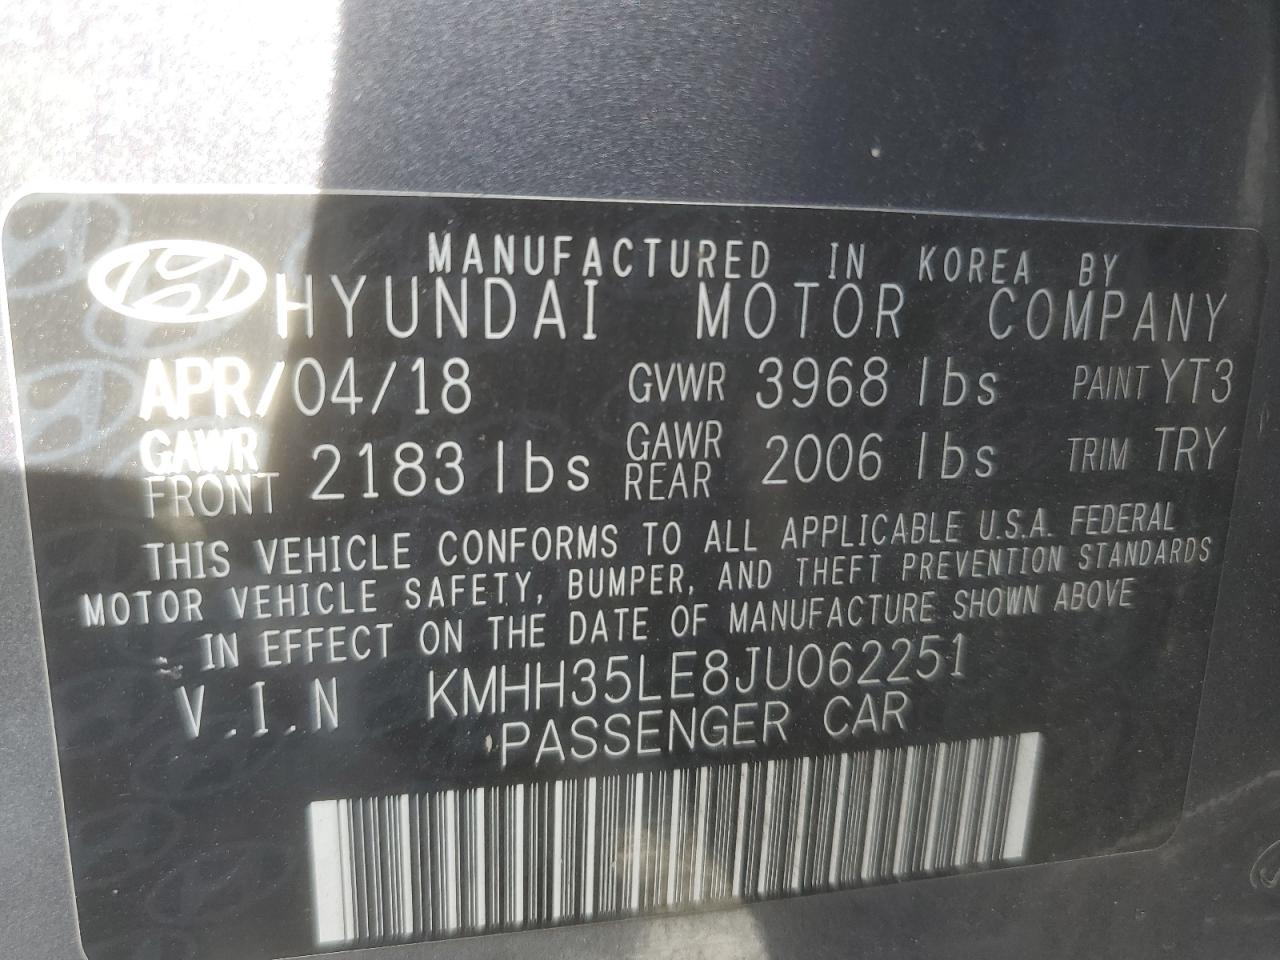 MANUFACTURED IN KOREA BY
HYUNDAI MOTOR COMPANY
APR/04/18 GVWR 3968 lbs PAINT YT3
GAWR FRONT 2183 lbs GAWR REAR 2006 lbs TRIM TRY
THIS VEHICLE CONFORMS TO ALL APPLICABLE U.S.A. FEDERAL
MOTOR VEHICLE SAFETY, BUMPER, AND THEFT PREVENTION STANDARDS
IN EFFECT ON THE DATE OF MANUFACTURE SHOWN ABOVE
V.I.N KMHH35LE8JU062251
PASSENGER CAR